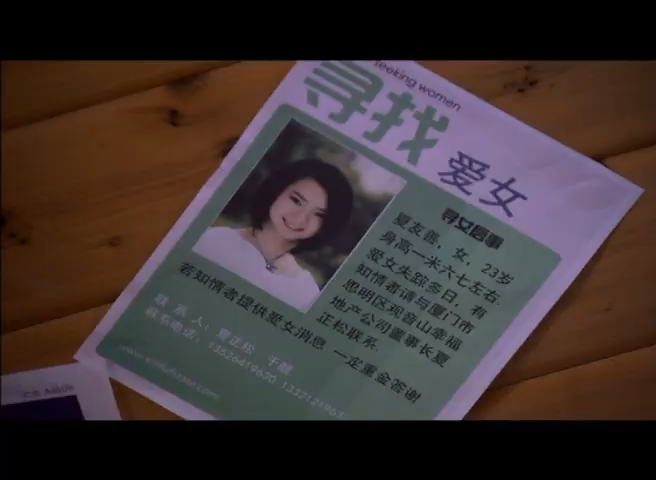 seeking women
寻找
爱女
寻女启事
夏友善，女，23岁
身高一米六七左右
爱女失踪多日，有
知情者请与厦门市
思明区观音山幸福
地产公司董事长夏
正松联系
若知情者提供爱女消息 一定重金答谢
联系人：夏正松
联系电话：13526419630